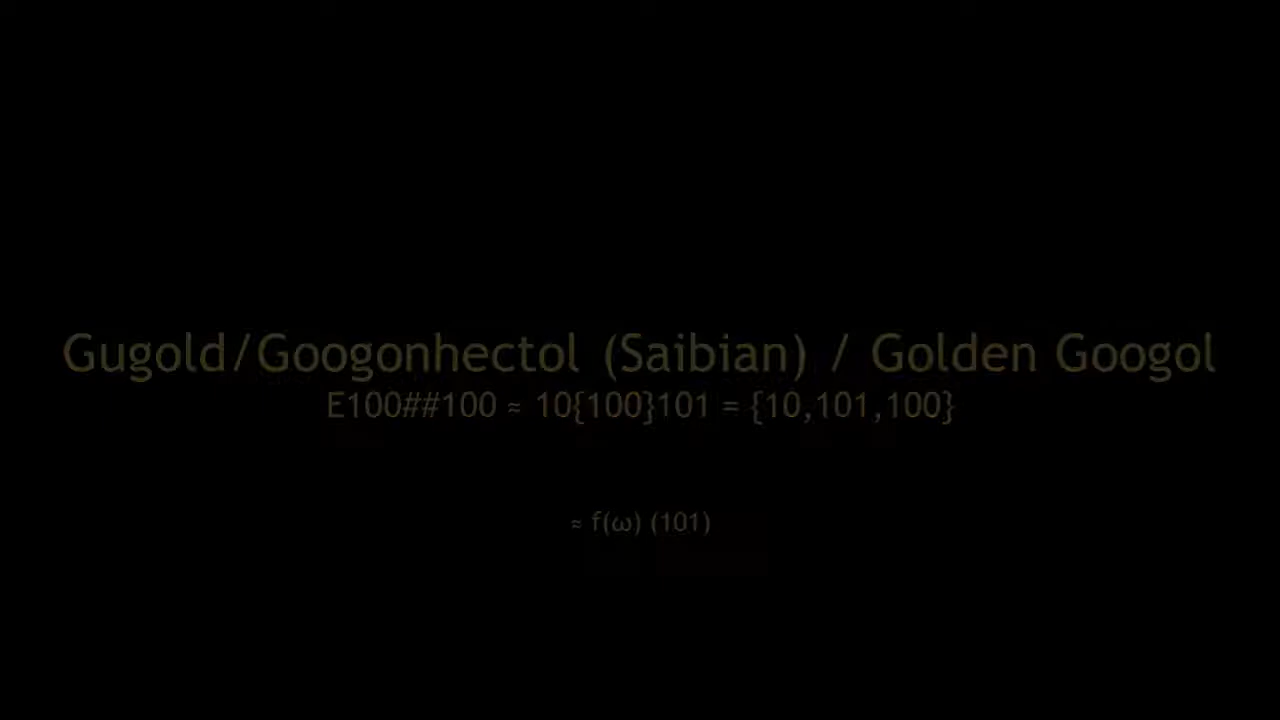 Gugold/Googonhectol (Saibian) / Golden Googol
E100##100 ≈ 10{100}101 = {10,101,100}
≈ f(ω) (101)